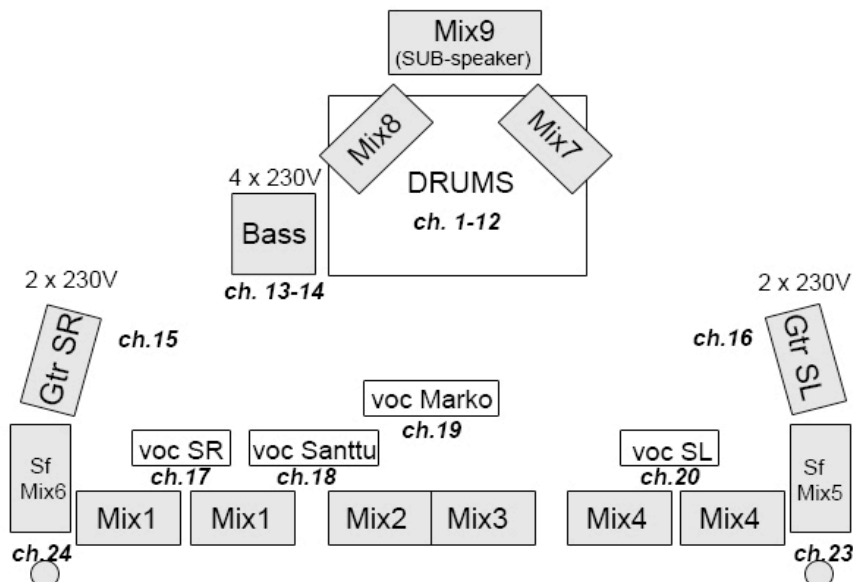 Mix9
(SUB-speaker)
Mix8
Mix7
DRUMS
ch. 1-12
4 x 230V
Bass
ch. 13-14
2 x 230V
Gtr SR
ch.15
2 x 230V
Gtr SL
ch.16
voc Marko
ch.19
voc SR
ch.17
voc Santtu
ch.18
voc SL
ch.20
Sf
Mix6
Mix1
Mix1
Mix2
Mix3
Mix4
Mix4
Sf
Mix5
ch.24
ch.23